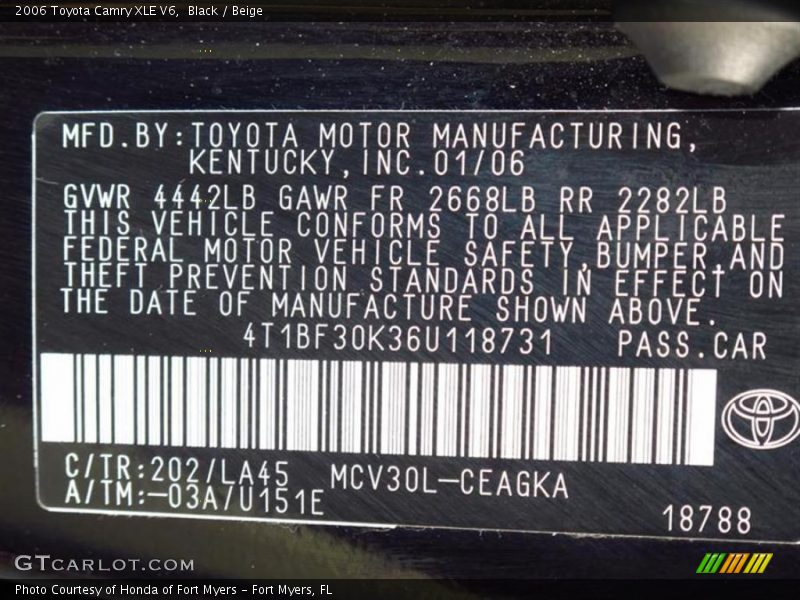 2006 Toyota Camry XLE V6, Black / Beige
MFD.BY:TOYOTA MOTOR MANUFACTURING,
KENTUCKY,INC.01/06
GVWR 4442LB GAWR FR 2668LB RR 2282LB
THIS VEHICLE CONFORMS TO ALL APPLICABLE
FEDERAL MOTOR VEHICLE SAFETY,BUMPER,AND
THEFT PREVENTION STANDARDS IN EFFECT ON
THE DATE OF MANUFACTURE SHOWN ABOVE.
4T1BF30K36U118731 PASS.CAR
C/TR:202/LA45 MCV30L-CEAGKA
A/TM:-03A/U151E
18788
GTCARLOT.COM
Photo Courtesy of Honda of Fort Myers - Fort Myers, FL